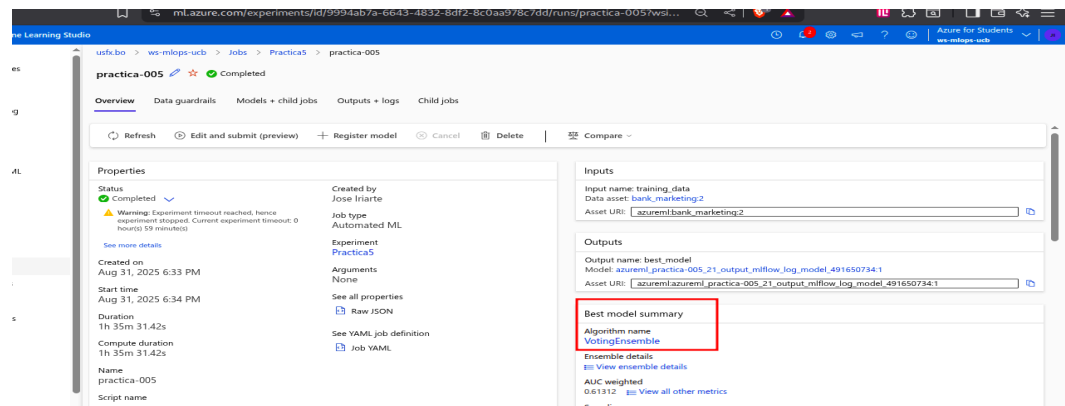 ml.azure.com/experiments/id/9994ab7a-6643-4832-8df2-8c0aa978c7dd/runs/practica-005?wsi...
ne Learning Studio
Azure for Students
ws-mlops-ucb
usfx.bo > ws-mlops-ucb > Jobs > Practica5 > practica-005
es
practica-005 Completed
Overview Data guardrails Models + child jobs Outputs + logs Child jobs
Refresh Edit and submit (preview) Register model Cancel Delete Compare
ML
Properties
Status
Completed
Warning: Experiment timeout reached, hence
experiment stopped. Current experiment timeout: 0
hour(s) 59 minute(s)
See more details
Created on
Aug 31, 2025 6:33 PM
Start time
Aug 31, 2025 6:34 PM
Duration
1h 35m 31.42s
Compute duration
1h 35m 31.42s
Name
practica-005
Script name
Created by
Jose Iriarte
Job type
Automated ML
Experiment
Practica5
Arguments
None
See all properties
Raw JSON
See YAML job definition
Job YAML
Inputs
Input name: training_data
Data asset: bank_marketing:2
Asset URI: azureml:bank_marketing:2
Outputs
Output name: best_model
Model: azureml_practica-005_21_output_mlflow_log_model_491650734:1
Asset URI: azureml:azureml_practica-005_21_output_mlflow_log_model_491650734:1
Best model summary
Algorithm name
VotingEnsemble
Ensemble details
View ensemble details
AUC weighted
0.61312 View all other metrics